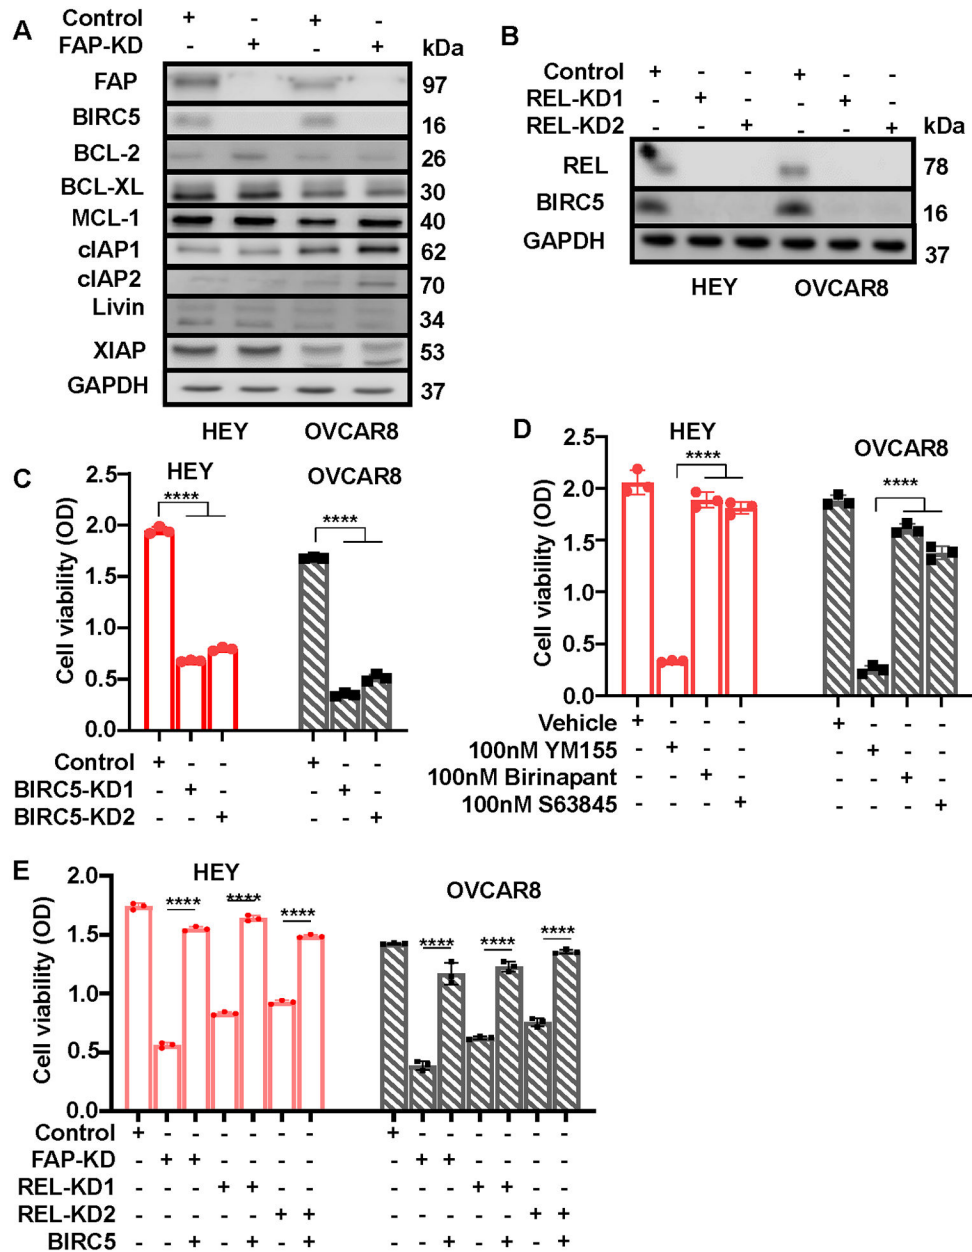 A
Control + - + -
FAP-KD - + - + kDa
FAP 97
BIRC5 16
BCL-2 26
BCL-XL 30
MCL-1 40
cIAP1 62
cIAP2 70
Livin 34
XIAP 53
GAPDH 37
HEY OVCAR8
B
Control + - - + - -
REL-KD1 - + - - + -
REL-KD2 - - + - - + kDa
REL 78
BIRC5 16
GAPDH 37
HEY OVCAR8
C
HEY OVCAR8
**** ****
Cell viability (OD)
2.5
2.0
1.5
1.0
0.5
0.0
Control + - - + - -
BIRC5-KD1 - + - - + -
BIRC5-KD2 - - + - - +
D
HEY OVCAR8
**** ****
Cell viability (OD)
2.5
2.0
1.5
1.0
0.5
0.0
Vehicle + - - - + - - -
100nM YM155 - + - - - + - -
100nM Birinapant - - + - - - + -
100nM S63845 - - - + - - - +
E
HEY OVCAR8
**** **** **** **** **** ****
Cell viability (OD)
2.0
1.5
1.0
0.5
0.0
Control + - - - - - - + - - - - - -
FAP-KD - + + - - - - - + + - - - -
REL-KD1 - - - + + - - - - - + + - -
REL-KD2 - - - - - + + - - - - - + +
BIRC5 - - + - + - + - - + - + - +